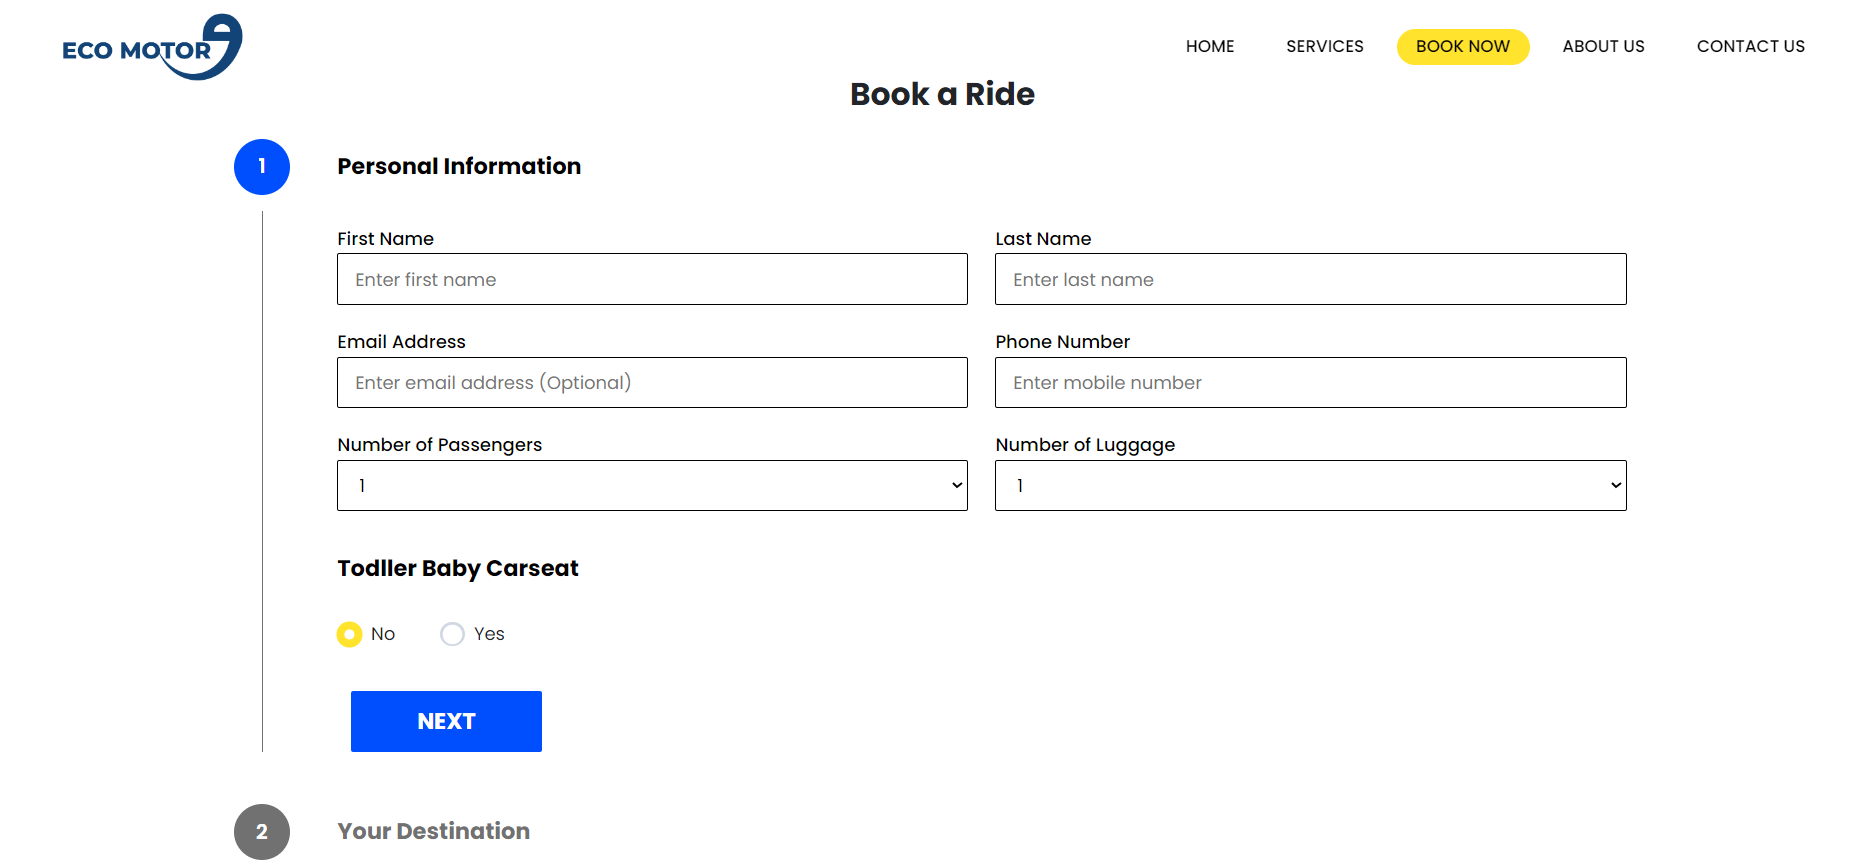 ECO MOTOR
HOME SERVICES BOOK NOW ABOUT US CONTACT US
Book a Ride
1 Personal Information
First Name Last Name
Enter first name Enter last name
Email Address Phone Number
Enter email address (Optional) Enter mobile number
Number of Passengers Number of Luggage
1 1
Todller Baby Carseat
No Yes
NEXT
2 Your Destination